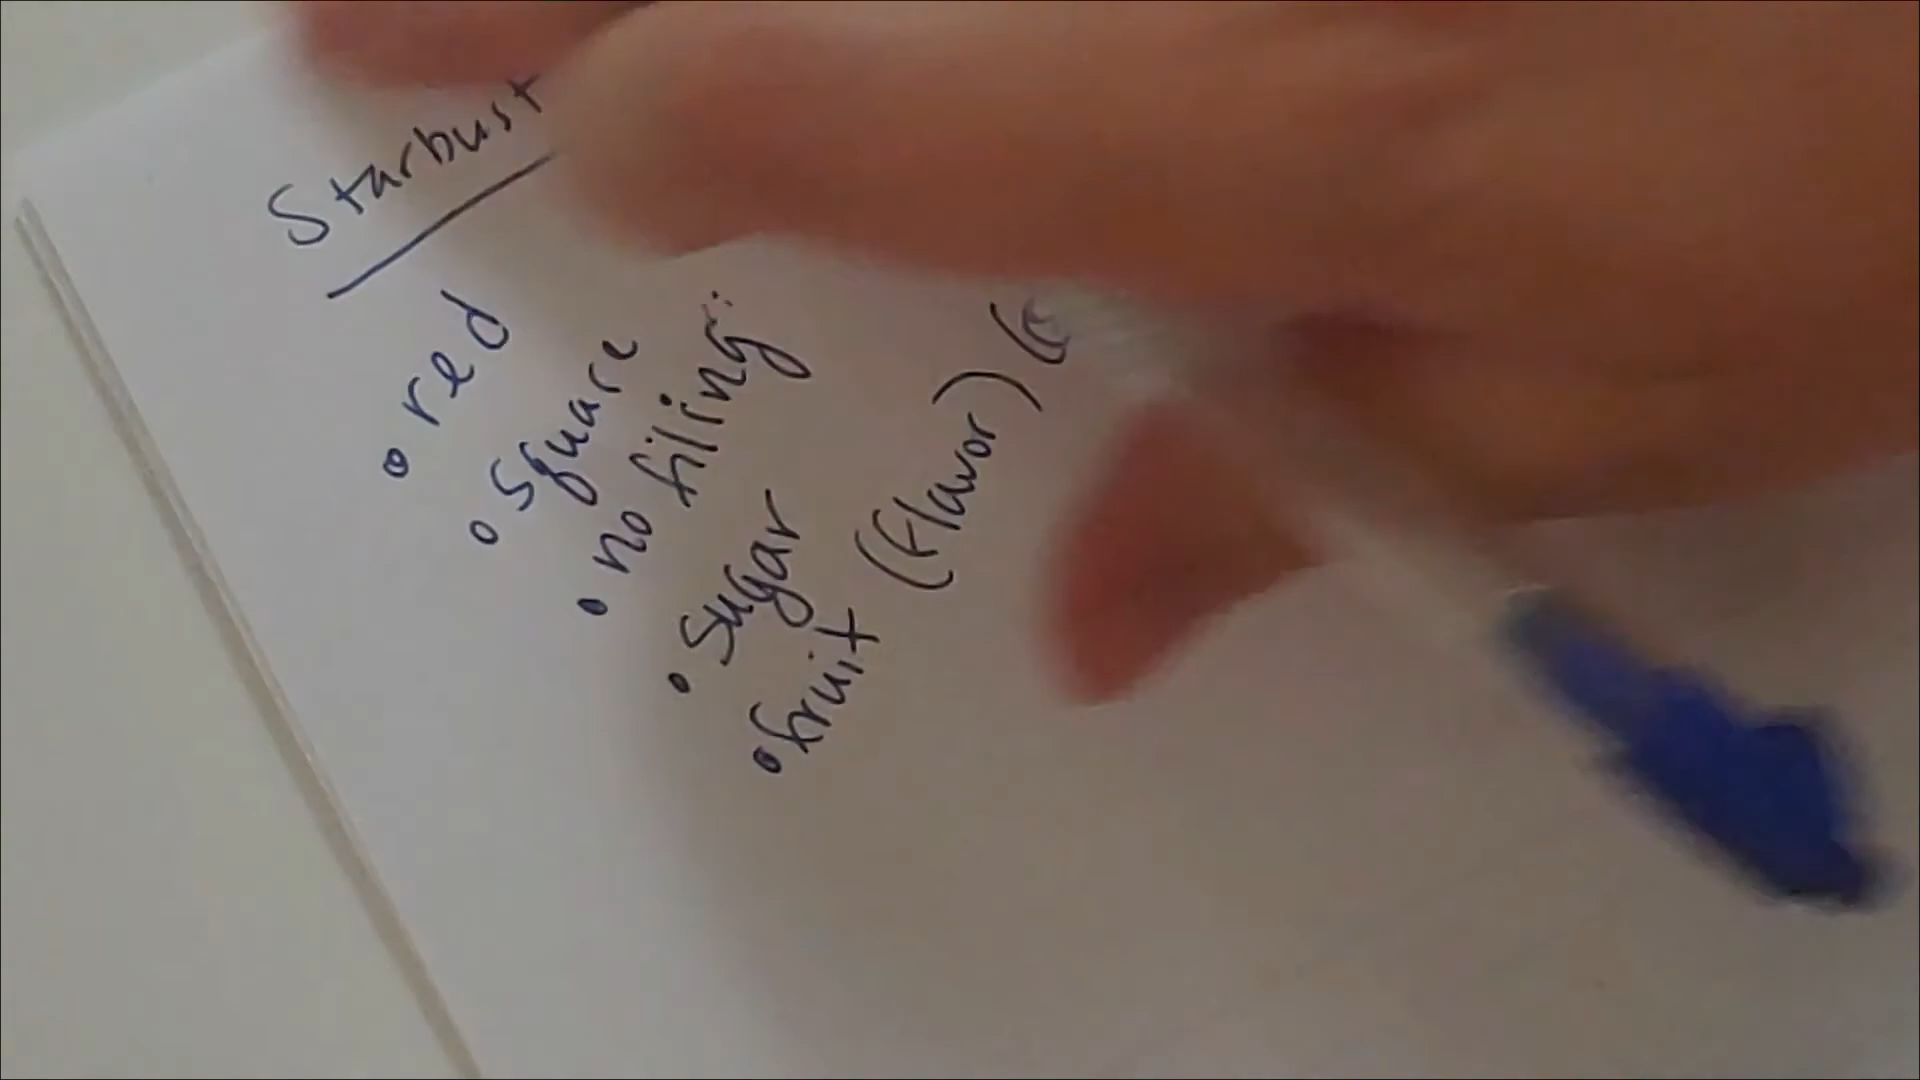 Starbust
• red
• square
• no filing
• sugar
• fruit (flavor) (